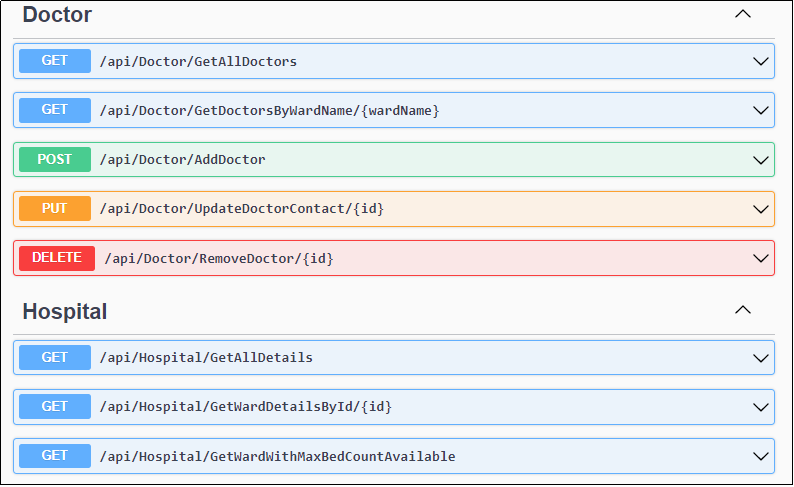 Doctor
GET /api/Doctor/GetAllDoctors
GET /api/Doctor/GetDoctorsByWardName/{wardName}
POST /api/Doctor/AddDoctor
PUT /api/Doctor/UpdateDoctorContact/{id}
DELETE /api/Doctor/RemoveDoctor/{id}
Hospital
GET /api/Hospital/GetAllDetails
GET /api/Hospital/GetWardDetailsById/{id}
GET /api/Hospital/GetWardWithMaxBedCountAvailable